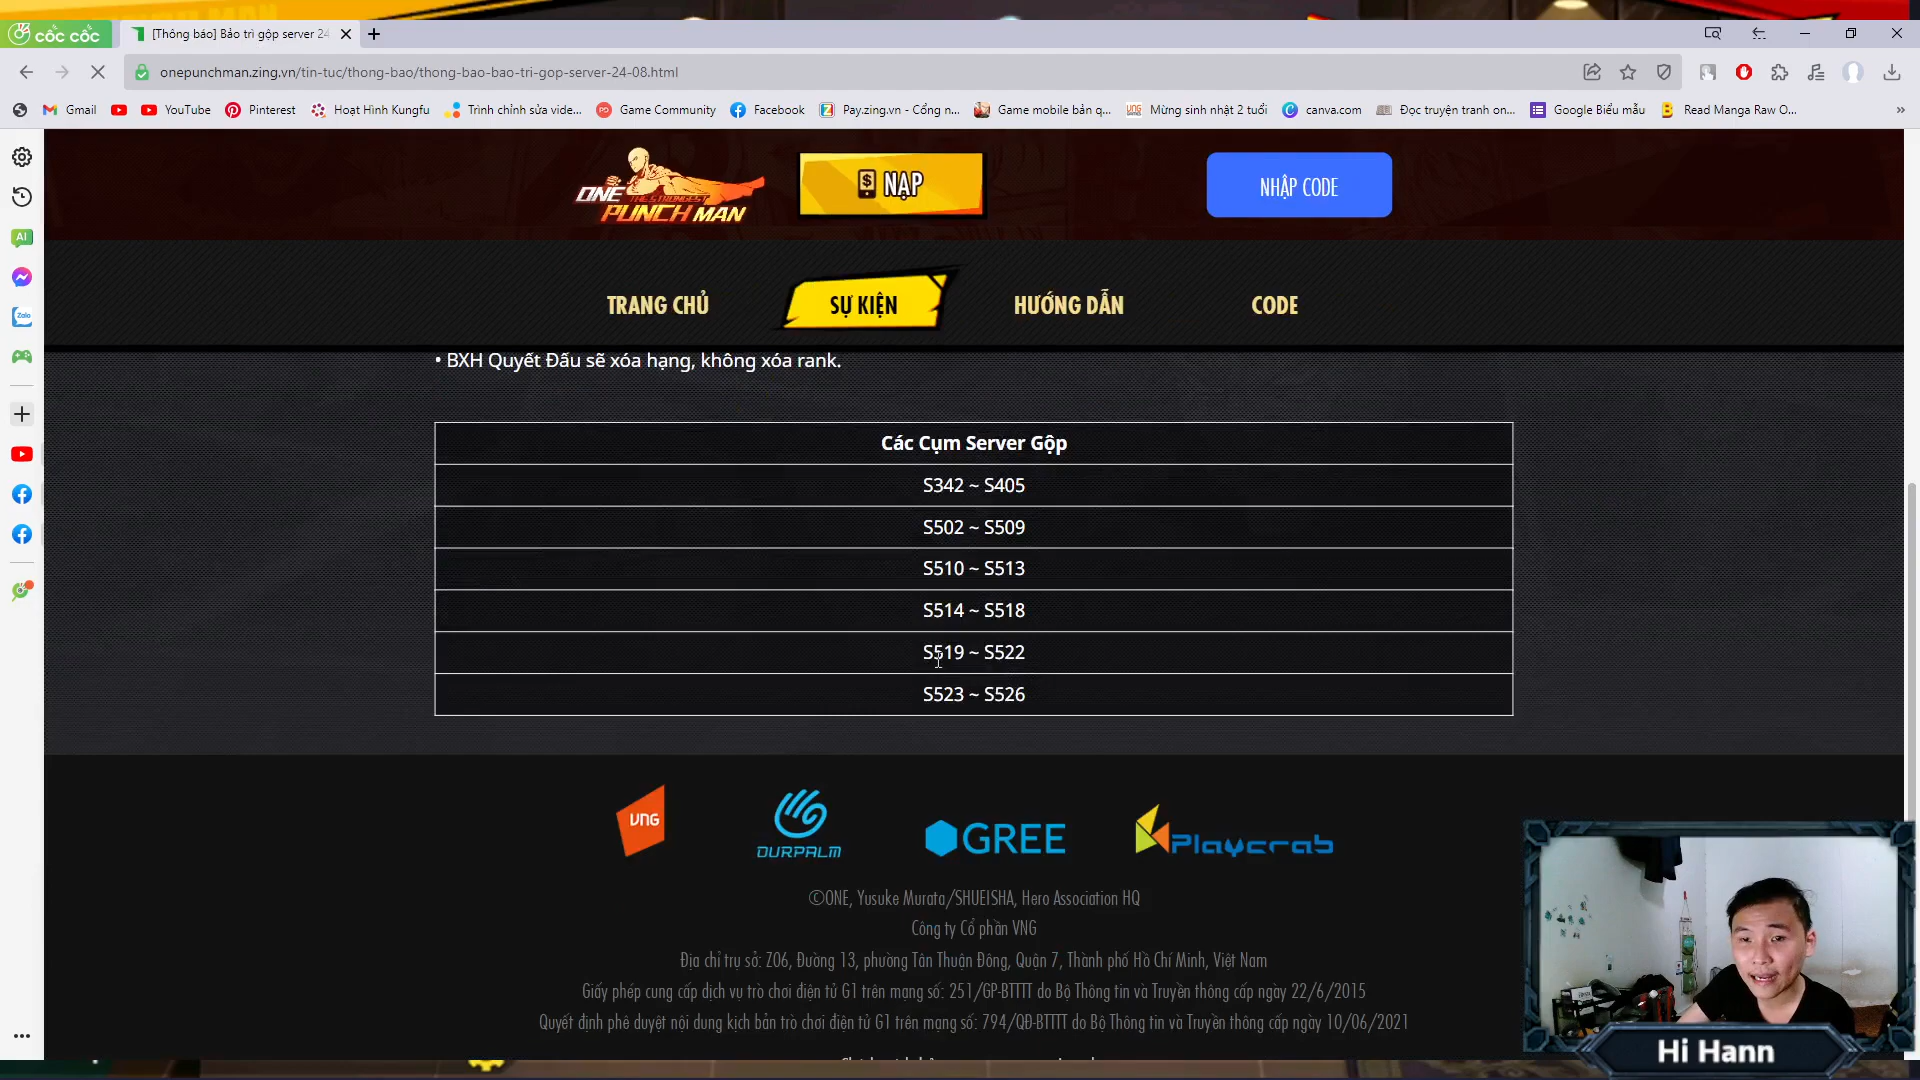 cốc cốc
[Thông báo] Bảo trì gộp server 24
onepunchman.zing.vn/tin-tuc/thong-bao/thong-bao-bao-tri-gop-server-24-08.html
Gmail
YouTube
Pinterest
Hoạt Hình Kungfu
Trình chỉnh sửa vide...
Game Community
Facebook
Pay.zing.vn - Cổng n...
Game mobile bản q...
Mừng sinh nhật 2 tuổi
canva.com
Đọc truyện tranh on...
Google Biểu mẫu
Read Manga Raw O...
AI
Zalo
ONE
THE STRONGEST
PUNCH MAN
NẠP
NHẬP CODE
TRANG CHỦ
SỰ KIỆN
HƯỚNG DẪN
CODE
• BXH Quyết Đấu sẽ xóa hạng, không xóa rank.
Các Cụm Server Gộp
S342 ~ S405
S502 ~ S509
S510 ~ S513
S514 ~ S518
S519 ~ S522
S523 ~ S526
VNG
OURPALM
GREE
Playcrab
©ONE, Yusuke Murata/SHUEISHA, Hero Association HQ
Công ty Cổ phần VNG
Địa chỉ trụ sở: Z06, Đường 13, phường Tân Thuận Đông, Quận 7, Thành phố Hồ Chí Minh, Việt Nam
Giấy phép cung cấp dịch vụ trò chơi điện tử G1 trên mạng số: 251/GP-BTTTT do Bộ Thông tin và Truyền thông cấp ngày 22/6/2015
Quyết định phê duyệt nội dung kịch bản trò chơi điện tử G1 trên mạng số: 794/QĐ-BTTTT do Bộ Thông tin và Truyền thông cấp ngày 10/06/2021
Hi Hann